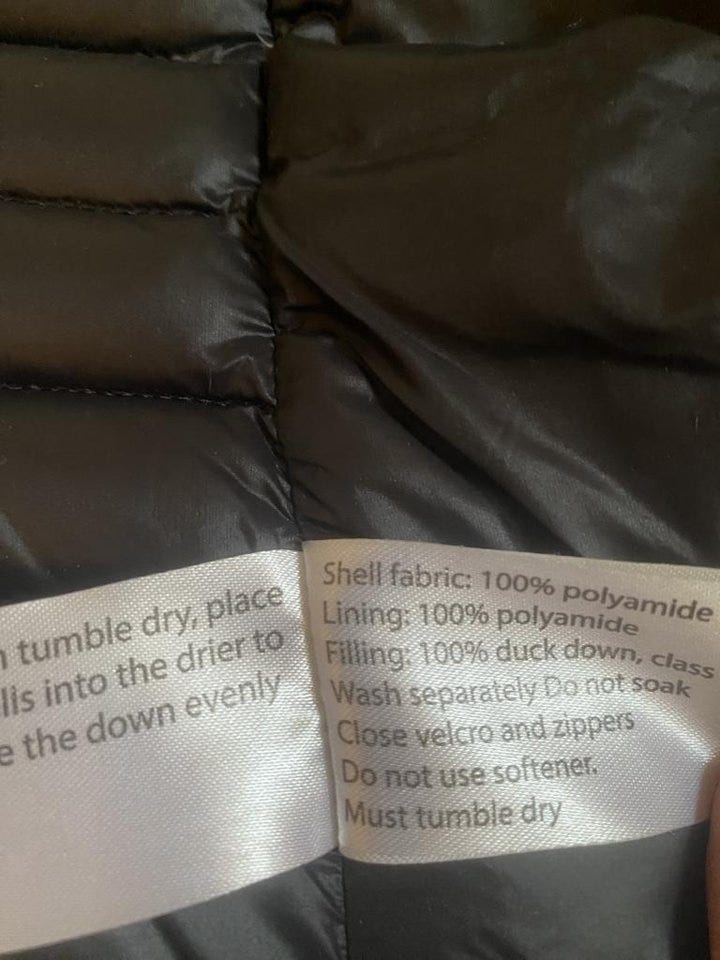 tumble dry, place
into the drier to
the down evenly
Shell fabric: 100% polyamide
Lining: 100% polyamide
Filling: 100% duck down, class
Wash separately Do not soak
Close velcro and zippers
Do not use softener.
Must tumble dry